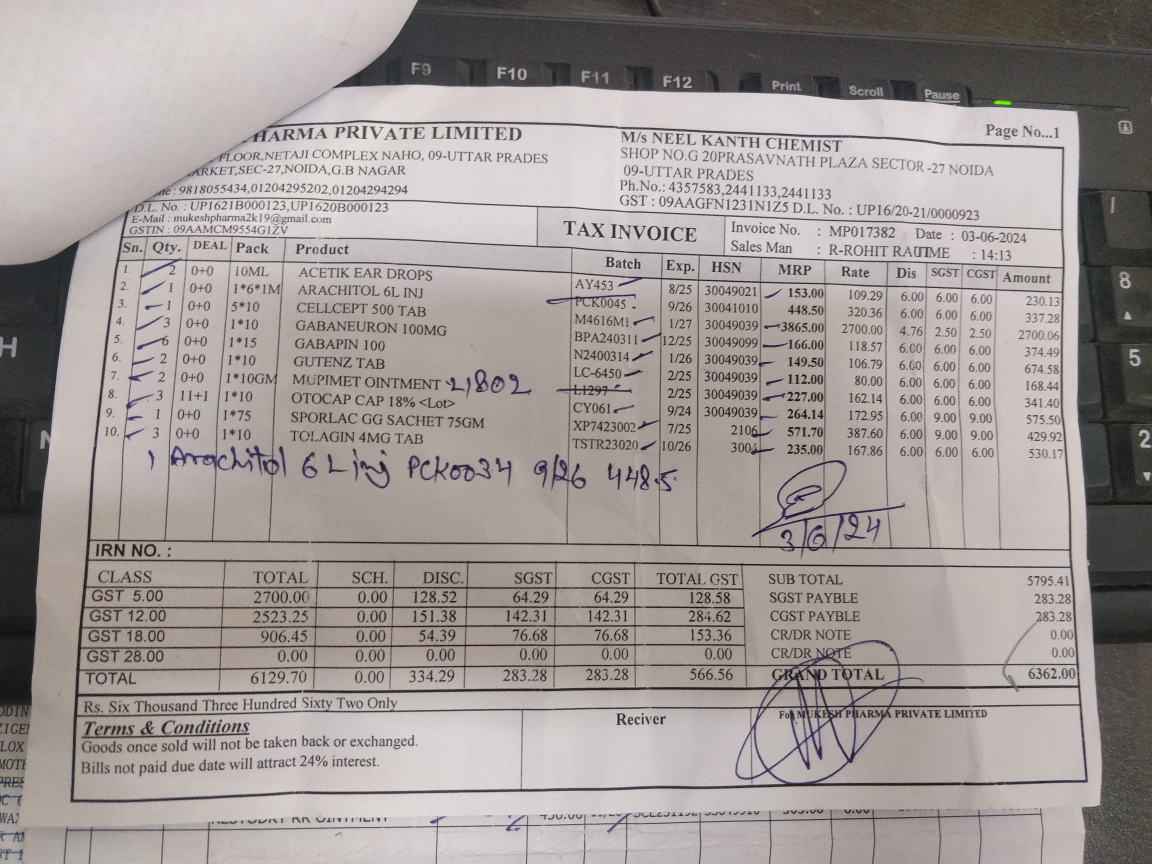 F9 F10 F11 F12 Print Scroll Pause
Page No...1
HARMA PRIVATE LIMITED
FLOOR,NETAJI COMPLEX NAHO, 09-UTTAR PRADES
ARKET,SEC-27,NOIDA,G.B NAGAR
: 9818055434,01204295202,01204294294
D.L. No. : UP1621B000123,UP1620B000123
E-Mail : mukeshpharma2k19@gmail.com
GSTIN : 09AAMCM9554G1ZV
M/s NEEL KANTH CHEMIST
SHOP NO.G 20PRASAVNATH PLAZA SECTOR-27 NOIDA
09-UTTAR PRADES
Ph.No.: 4357583,2441133,2441133
GST : 09AAGFN1231N1Z5 D.L. No. : UP16/20-21/0000923
TAX INVOICE
Invoice No. : MP017382 Date : 03-06-2024
Sales Man : R-ROHIT RAUTIME : 14:13
Sn. Qty. DEAL Pack Product Batch Exp. HSN MRP Rate Dis SGST CGST Amount
1. 2 0+0 10ML ACETIK EAR DROPS AY453 8/25 30049021 153.00 109.29 6.00 6.00 6.00 230.13
2. 1 0+0 1*6*1M ARACHITOL 6L INJ PCK0045 9/26 30041010 448.50 320.36 6.00 6.00 6.00 337.28
3. 1 0+0 5*10 CELLCEPT 500 TAB M4616M1 1/27 30049039 3865.00 2700.00 4.76 2.50 2.50 2700.06
4. 3 0+0 1*10 GABANEURON 100MG BPA240311 12/25 30049099 166.00 118.57 6.00 6.00 6.00 374.49
5. 6 0+0 1*15 GABAPIN 100 N2400314 1/26 30049039 149.50 106.79 6.00 6.00 6.00 674.58
6. 2 0+0 1*10 GUTENZ TAB LC-6450 2/25 30049039 112.00 80.00 6.00 6.00 6.00 168.44
7. 2 0+0 1*10GM MUPIMET OINTMENT L1802 L1297 2/25 30049039 227.00 162.14 6.00 6.00 6.00 341.40
8. 3 11+1 1*10 OTOCAP CAP 18% <Lot> CY061 9/24 30049039 264.14 172.95 6.00 9.00 9.00 575.50
9. 1 0+0 1*75 SPORLAC GG SACHET 75GM XP7423002 7/25 2106 571.70 387.60 6.00 9.00 9.00 429.92
10. 3 0+0 1*10 TOLAGIN 4MG TAB TSTR23020 10/26 3004 235.00 167.86 6.00 6.00 6.00 530.17
1 Arachitol 6 L inj PCK0034 9/26 448.5
3/6/24
IRN NO. :
CLASS TOTAL SCH. DISC. SGST CGST TOTAL GST
GST 5.00 2700.00 0.00 128.52 64.29 64.29 128.58
GST 12.00 2523.25 0.00 151.38 142.31 142.31 284.62
GST 18.00 906.45 0.00 54.39 76.68 76.68 153.36
GST 28.00 0.00 0.00 0.00 0.00 0.00 0.00
TOTAL 6129.70 0.00 334.29 283.28 283.28 566.56
SUB TOTAL 5795.41
SGST PAYBLE 283.28
CGST PAYBLE 283.28
CR/DR NOTE 0.00
CR/DR NOTE 0.00
GRAND TOTAL 6362.00
Rs. Six Thousand Three Hundred Sixty Two Only
Terms & Conditions
Goods once sold will not be taken back or exchanged.
Bills not paid due date will attract 24% interest.
Reciver
For MUKESH PHARMA PRIVATE LIMITED